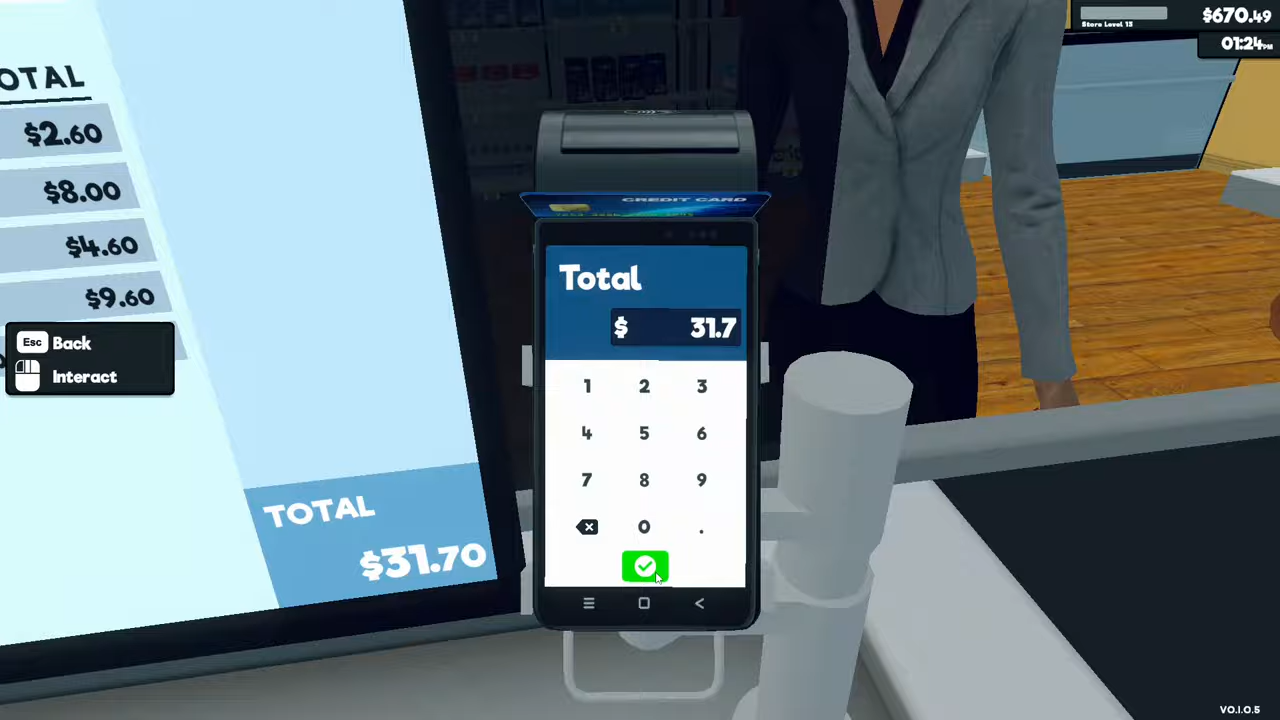 $670.49
Store Level 13
01:24PM
OTAL
$2.60
$8.00
$4.60
$9.60
CREDIT CARD
Total
$ 31.7
Esc Back
Interact
1 2 3
4 5 6
7 8 9
0 .
TOTAL
$31.70
V0.1.0.5